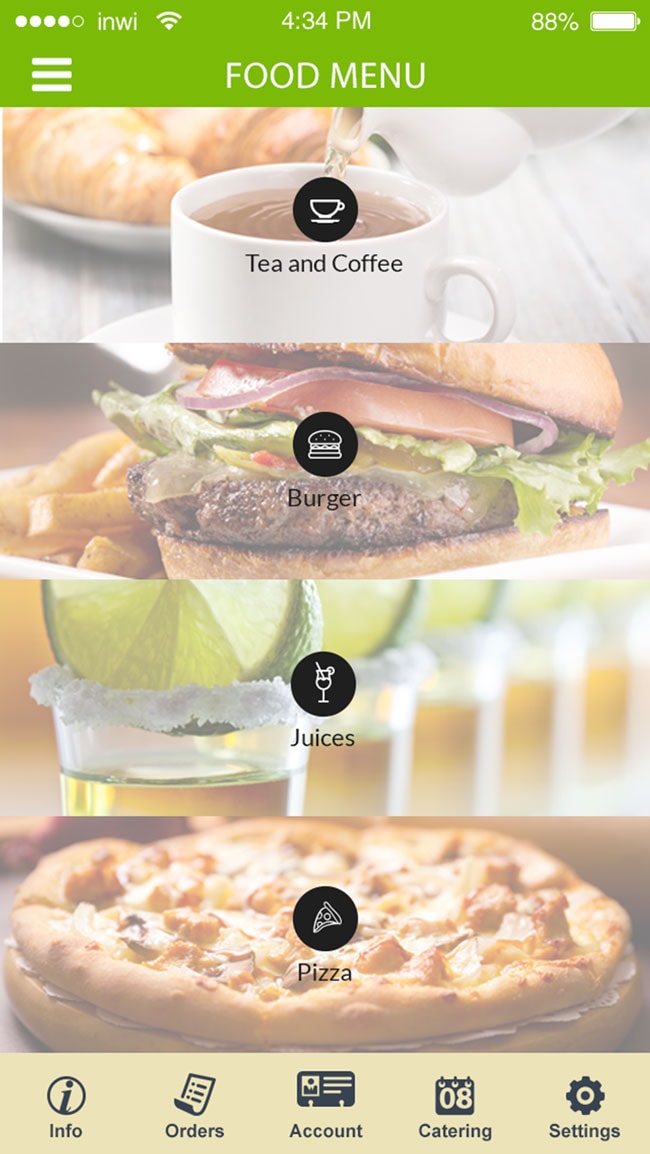 inwi 4:34 PM 88%
FOOD MENU
Tea and Coffee
Burger
Juices
Pizza
08
Info Orders Account Catering Settings